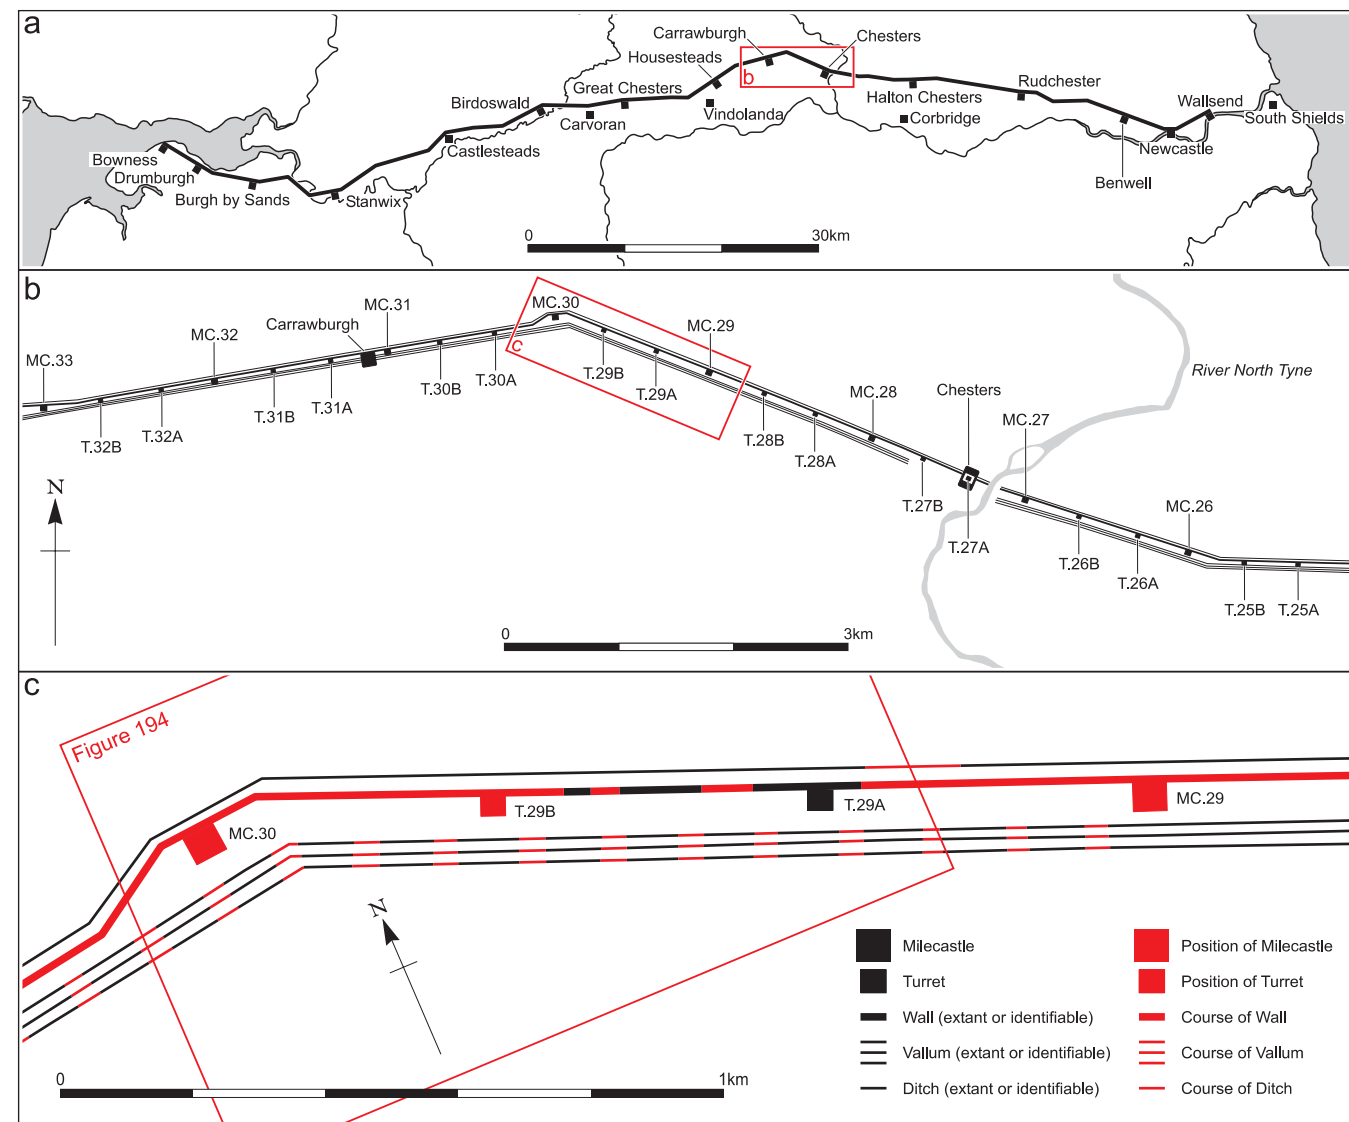 a
Carrawburgh
Chesters
Housesteads
b
Great Chesters
Rudchester
Birdoswald
Halton Chesters
Wallsend
Vindolanda
Corbridge
South Shields
Carvoran
Castlesteads
Newcastle
Bowness
Drumburgh
Benwell
Burgh by Sands
Stanwix
0
30km
b
MC.30
MC.31
Carrawburgh
MC.32
MC.29
c
MC.33
River North Tyne
T.29B
T.30A
T.30B
T.31A
T.31B
T.32A
T.32B
T.29A
MC.28
Chesters
MC.27
T.28B
T.28A
N
T.27B
MC.26
T.27A
T.26B
T.26A
T.25B
T.25A
0
3km
c
Figure 194
T.29B
T.29A
MC.29
MC.30
N
Milecastle
Position of Milecastle
Turret
Position of Turret
Wall (extant or identifiable)
Course of Wall
Vallum (extant or identifiable)
Course of Vallum
Ditch (extant or identifiable)
Course of Ditch
0
1km